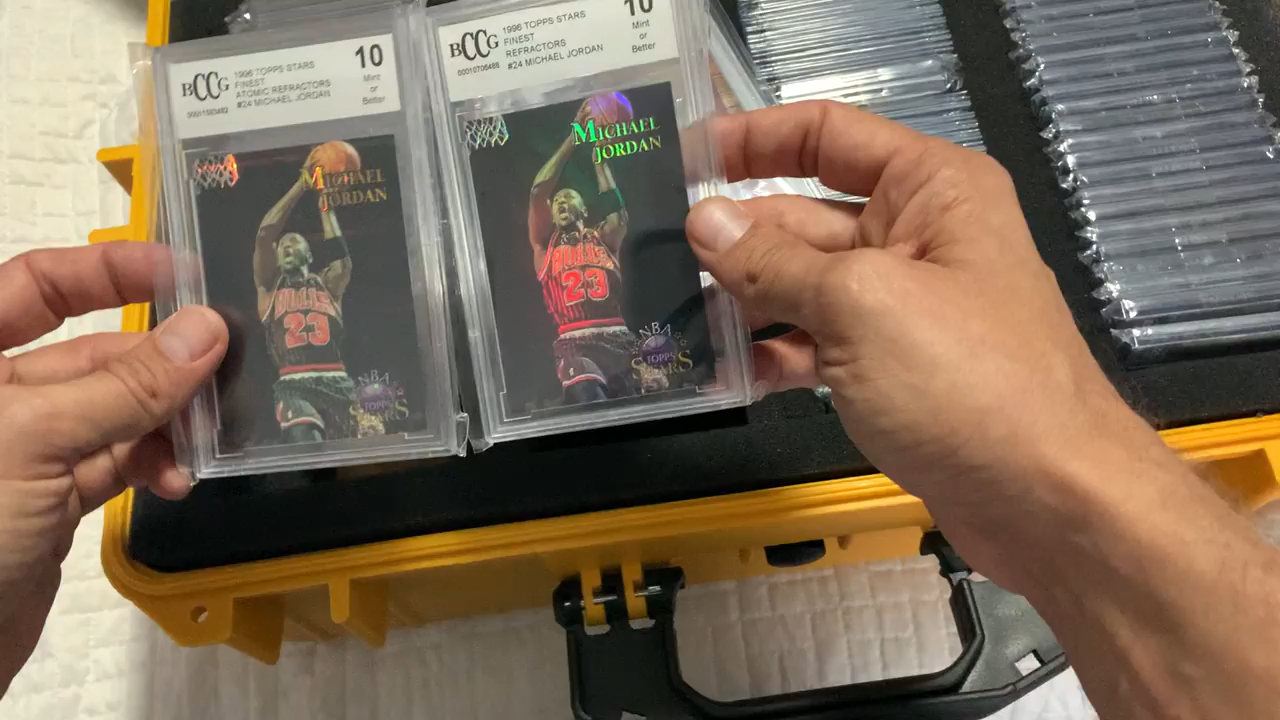 BCCG
1996 TOPPS STARS
FINEST
ATOMIC REFRACTORS
#24 MICHAEL JORDAN
10
Mint
or
Better
MICHAEL
JORDAN
BULLS
23
NBA
TOPPS
STARS
BCCG
1996 TOPPS STARS
FINEST
REFRACTORS
#24 MICHAEL JORDAN
10
Mint
or
Better
MICHAEL
JORDAN
BULLS
23
NBA
TOPPS
STARS